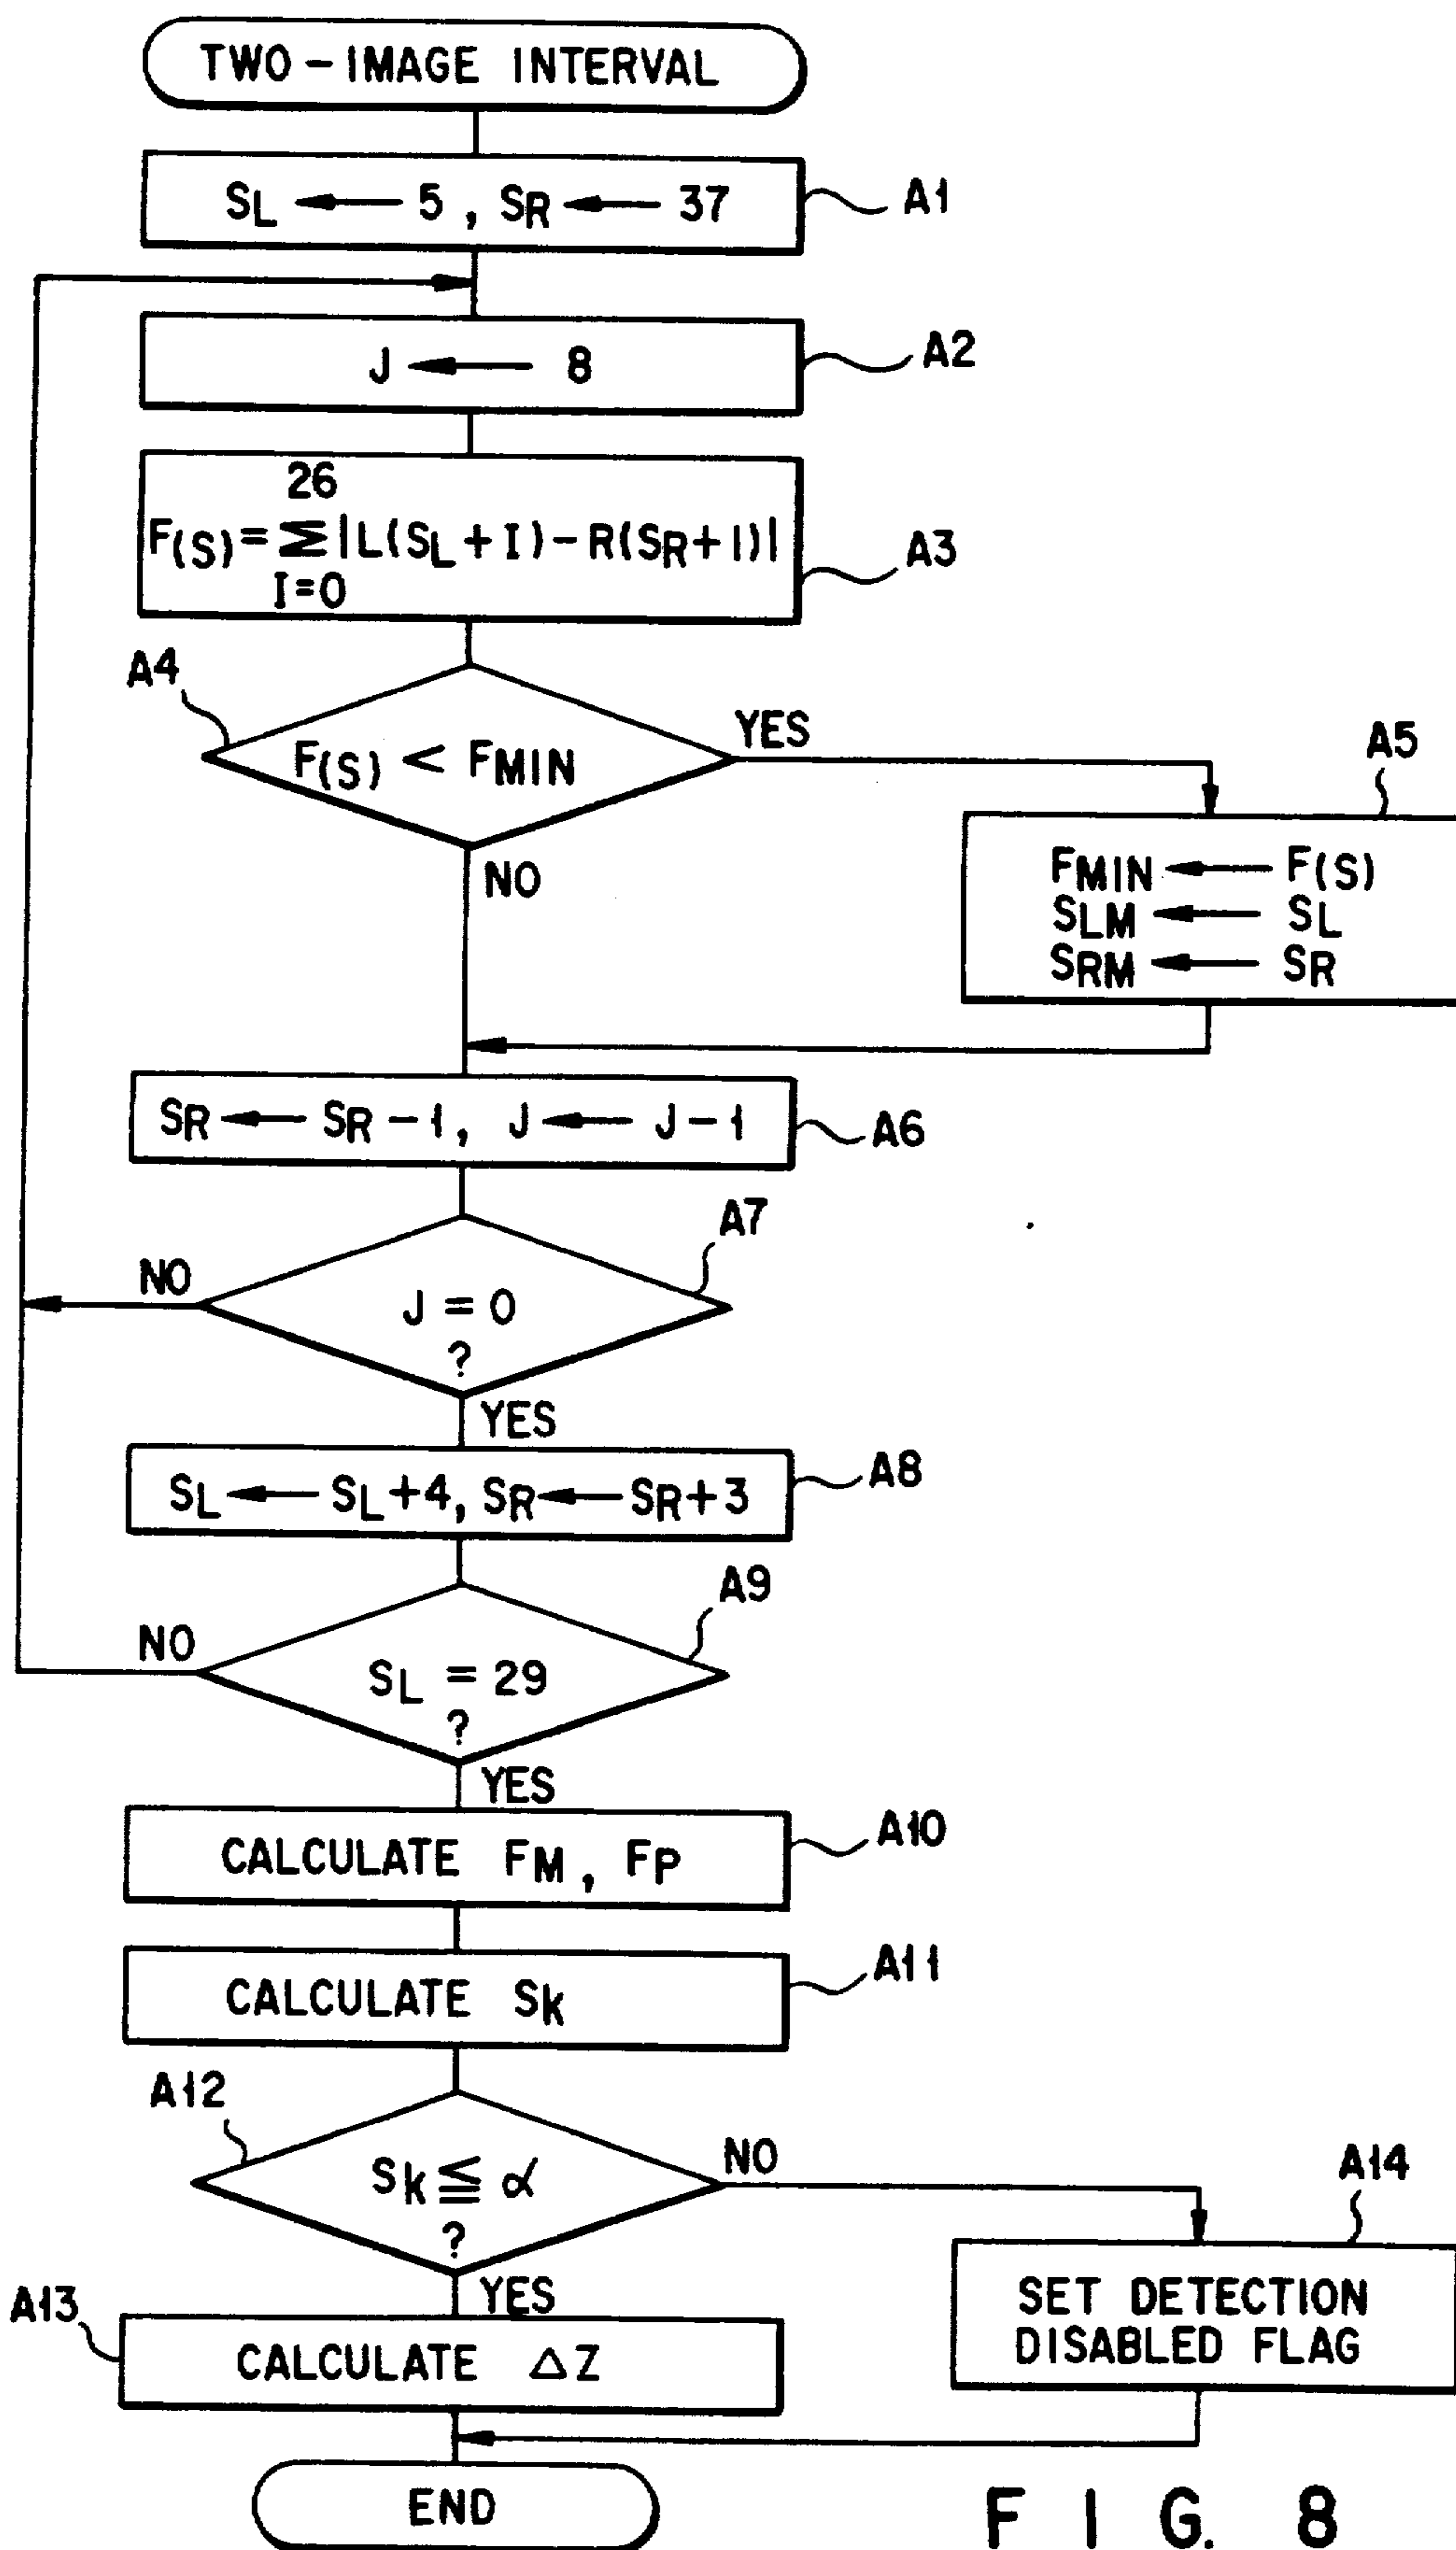 TWO-IMAGE INTERVAL
SL ← 5, SR ← 37
A1
J ← 8
A2
26
F(S) = Σ |L(SL+I)-R(SR+1)|
I=0
A3
A4
F(S) < FMIN
YES
NO
A5
FMIN ← F(S)
SLM ← SL
SRM ← SR
SR ← SR-1, J ← J-1
A6
A7
NO
J = 0
?
YES
SL ← SL+4, SR ← SR+3
A8
A9
NO
SL = 29
?
YES
CALCULATE FM, FP
A10
CALCULATE Sk
A11
A12
Sk ≦ α
?
NO
YES
A14
SET DETECTION
DISABLED FLAG
A13
CALCULATE ΔZ
END
FIG. 8